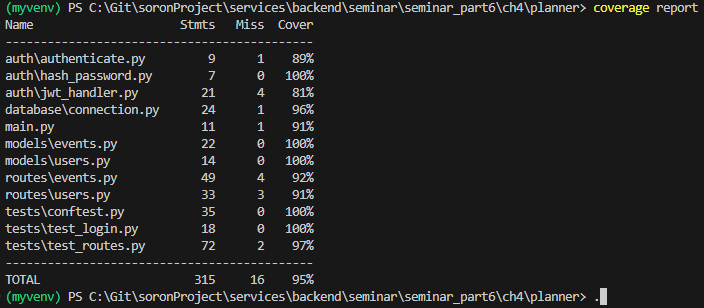 (myvenv) PS C:\Git\soronProject\services\backend\seminar\seminar_part6\ch4\planner> coverage report
Name                     Stmts   Miss  Cover
--------------------------------------------
auth\authenticate.py         9      1    89%
auth\hash_password.py        7      0   100%
auth\jwt_handler.py         21      4    81%
database\connection.py      24      1    96%
main.py                     11      1    91%
models\events.py            22      0   100%
models\users.py             14      0   100%
routes\events.py            49      4    92%
routes\users.py             33      3    91%
tests\conftest.py           35      0   100%
tests\test_login.py         18      0   100%
tests\test_routes.py        72      2    97%
--------------------------------------------
TOTAL                      315     16    95%
(myvenv) PS C:\Git\soronProject\services\backend\seminar\seminar_part6\ch4\planner> .